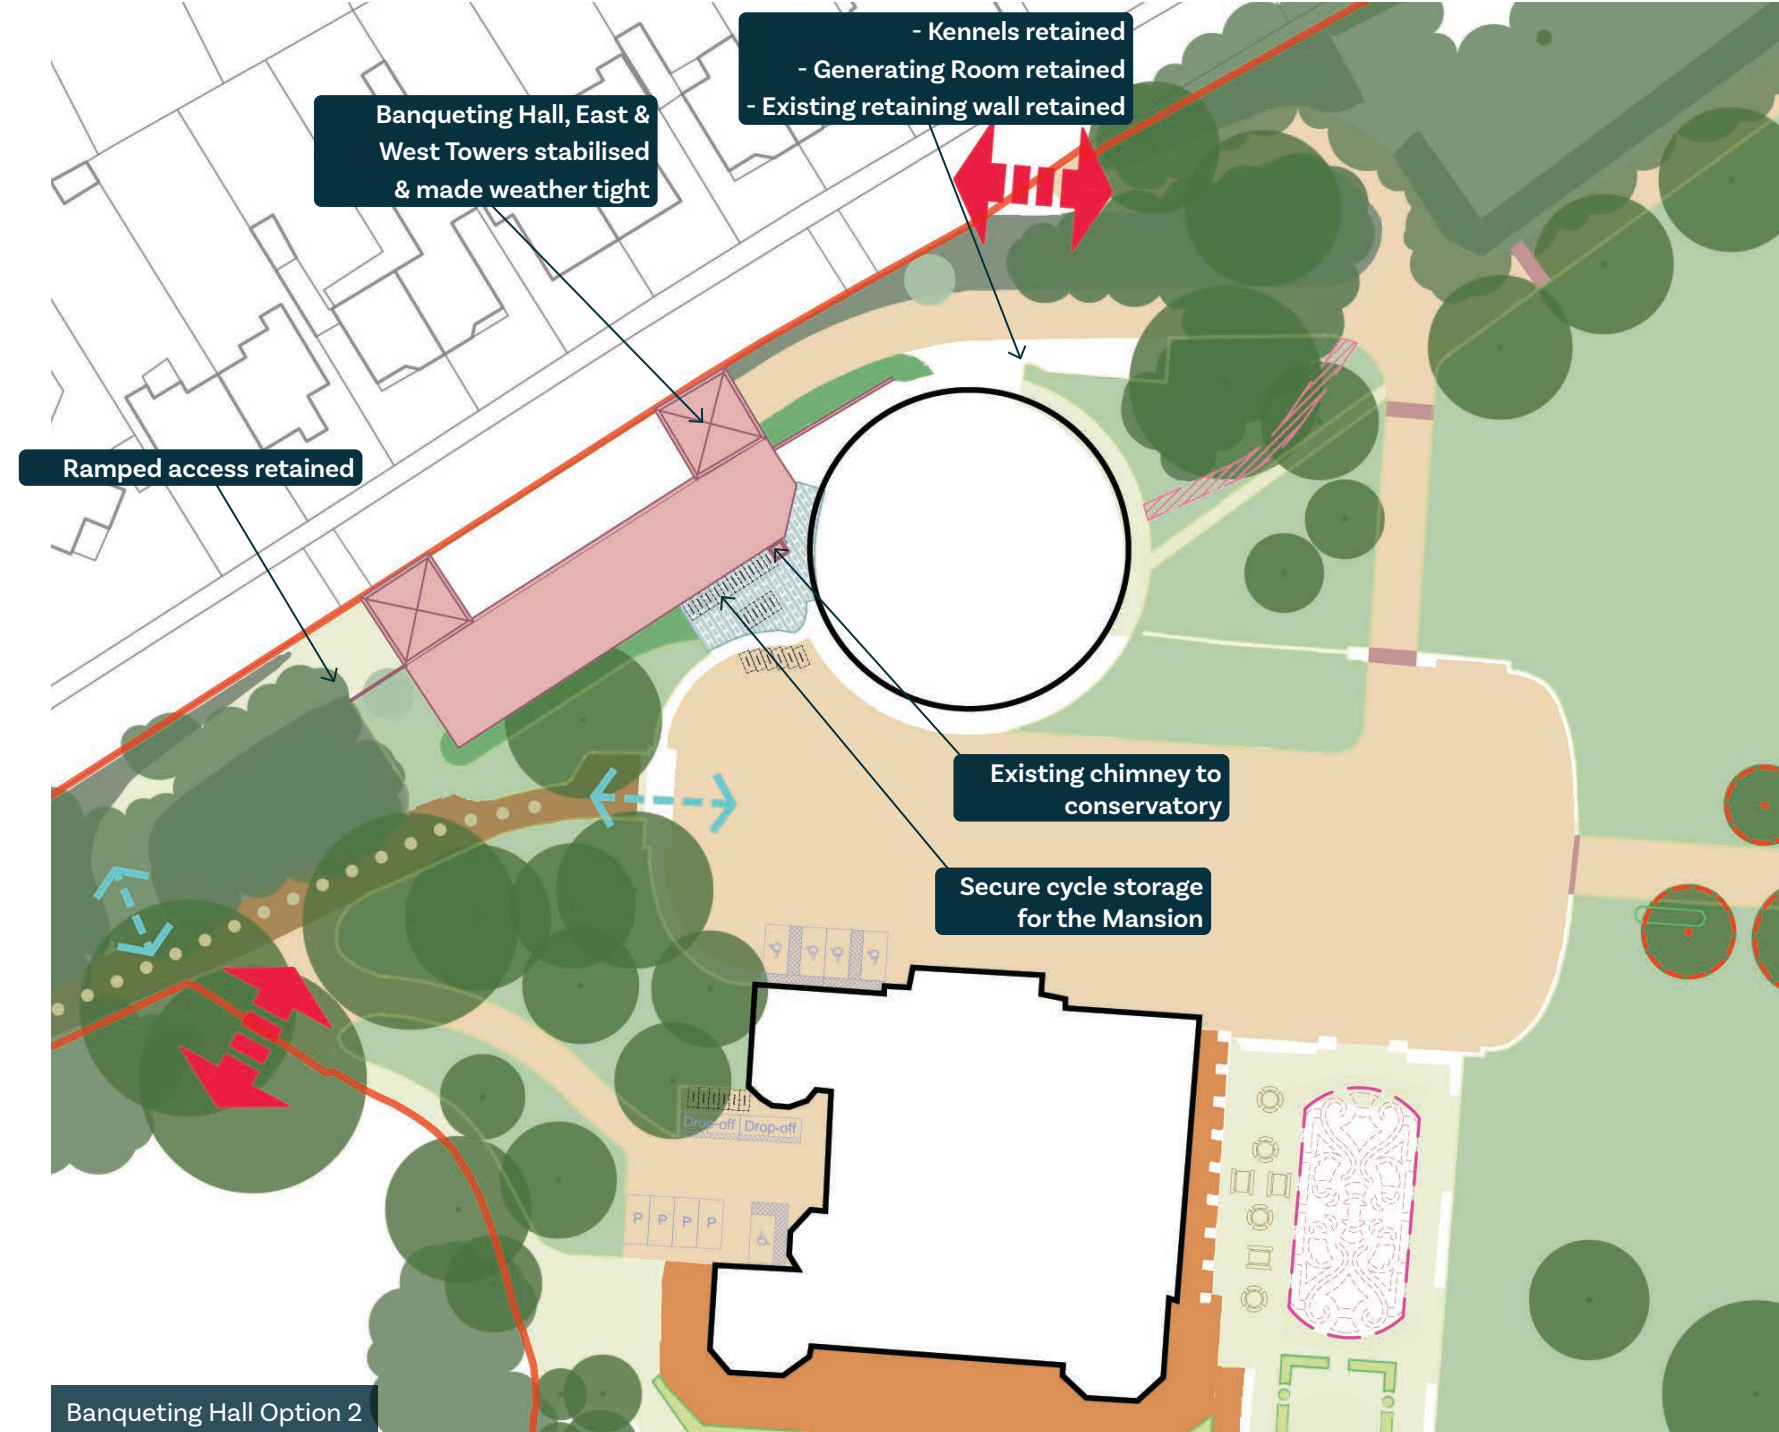 - Kennels retained
- Generating Room retained
- Existing retaining wall retained
Banqueting Hall, East &
West Towers stabilised
& made weather tight
Ramped access retained
Existing chimney to
conservatory
Secure cycle storage
for the Mansion
Drop-off Drop-off
P P P P
Banqueting Hall Option 2